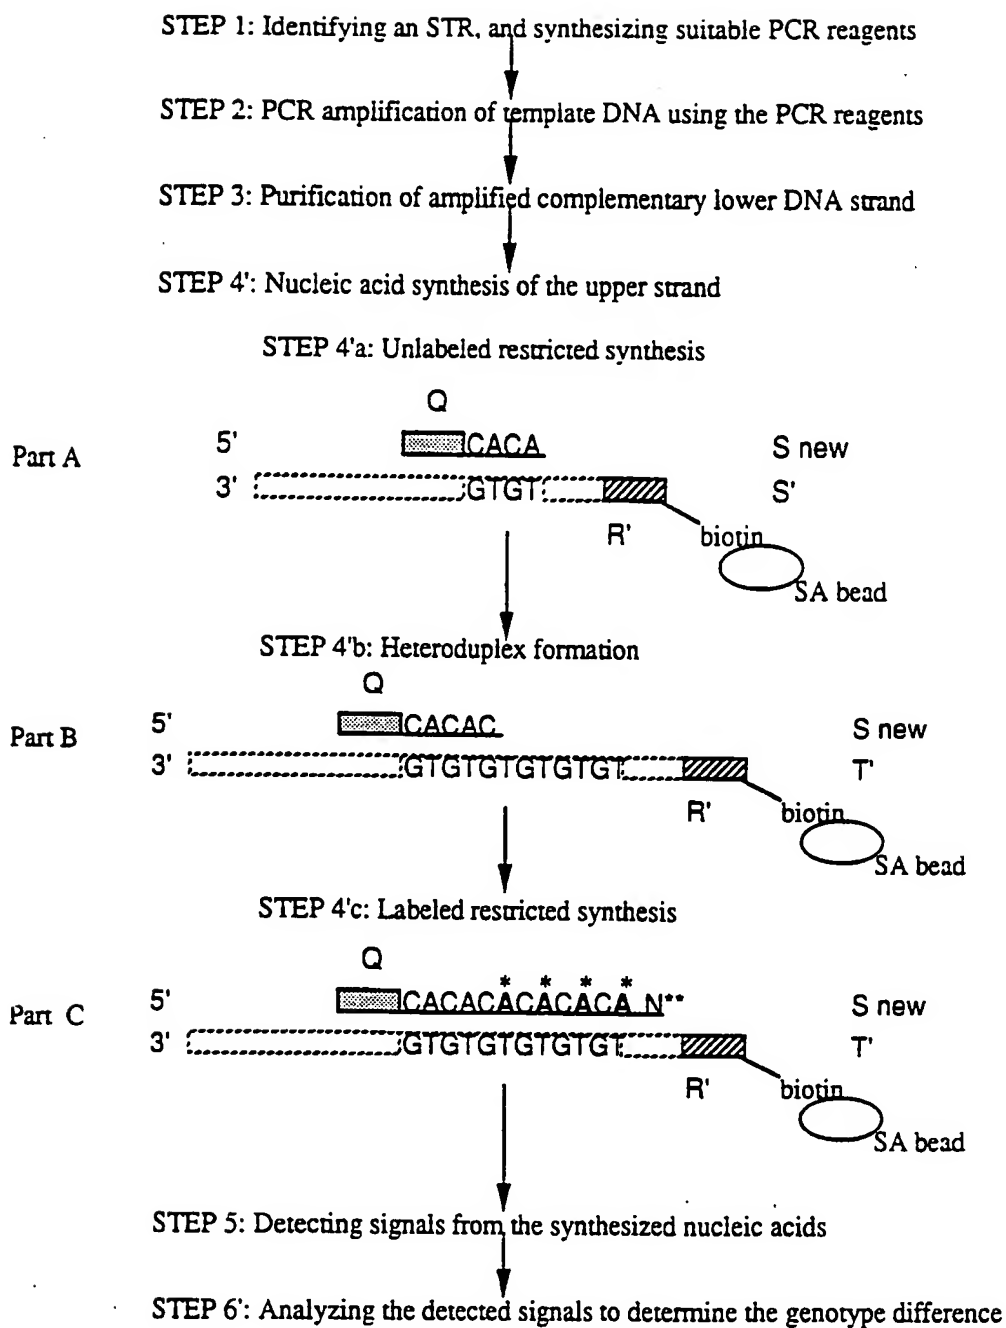 STEP 1: Identifying an STR, and synthesizing suitable PCR reagents
STEP 2: PCR amplification of template DNA using the PCR reagents
STEP 3: Purification of amplified complementary lower DNA strand
STEP 4': Nucleic acid synthesis of the upper strand
STEP 4'a: Unlabeled restricted synthesis
Q
Part A
5' CACA S new
3' GTGT S'
R' biotin
SA bead
STEP 4'b: Heteroduplex formation
Q
Part B
5' CACAC S new
3' GTGTGTGTGTGT T'
R' biotin
SA bead
STEP 4'c: Labeled restricted synthesis
Q
* * * *
Part C
5' CACACACACACA N** S new
3' GTGTGTGTGTGT T'
R' biotin
SA bead
STEP 5: Detecting signals from the synthesized nucleic acids
STEP 6': Analyzing the detected signals to determine the genotype difference